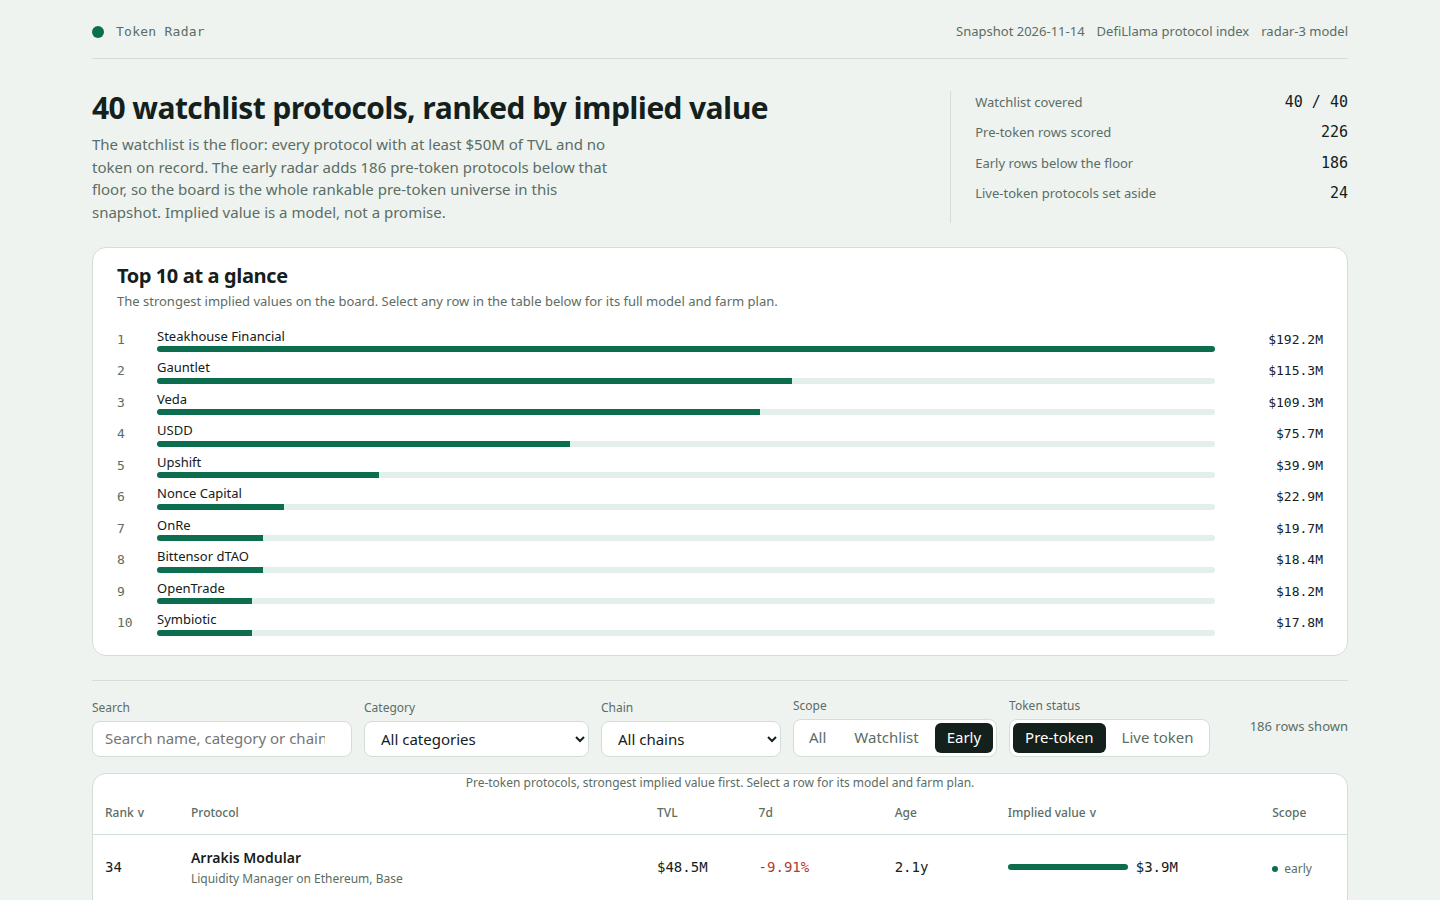 Token Radar
Snapshot 2026-11-14 DefiLlama protocol index radar-3 model
40 watchlist protocols, ranked by implied value
The watchlist is the floor: every protocol with at least $50M of TVL and no
token on record. The early radar adds 186 pre-token protocols below that
floor, so the board is the whole rankable pre-token universe in this
snapshot. Implied value is a model, not a promise.
Watchlist covered 40 / 40
Pre-token rows scored 226
Early rows below the floor 186
Live-token protocols set aside 24
Top 10 at a glance
The strongest implied values on the board. Select any row in the table below for its full model and farm plan.
1 Steakhouse Financial $192.2M
2 Gauntlet $115.3M
3 Veda $109.3M
4 USDD $75.7M
5 Upshift $39.9M
6 Nonce Capital $22.9M
7 OnRe $19.7M
8 Bittensor dTAO $18.4M
9 OpenTrade $18.2M
10 Symbiotic $17.8M
Search Category Chain Scope Token status
Search name, category or chain All categories All chains All Watchlist Early Pre-token Live token 186 rows shown
Pre-token protocols, strongest implied value first. Select a row for its model and farm plan.
Rank v Protocol TVL 7d Age Implied value v Scope
34 Arrakis Modular $48.5M -9.91% 2.1y $3.9M early
Liquidity Manager on Ethereum, Base